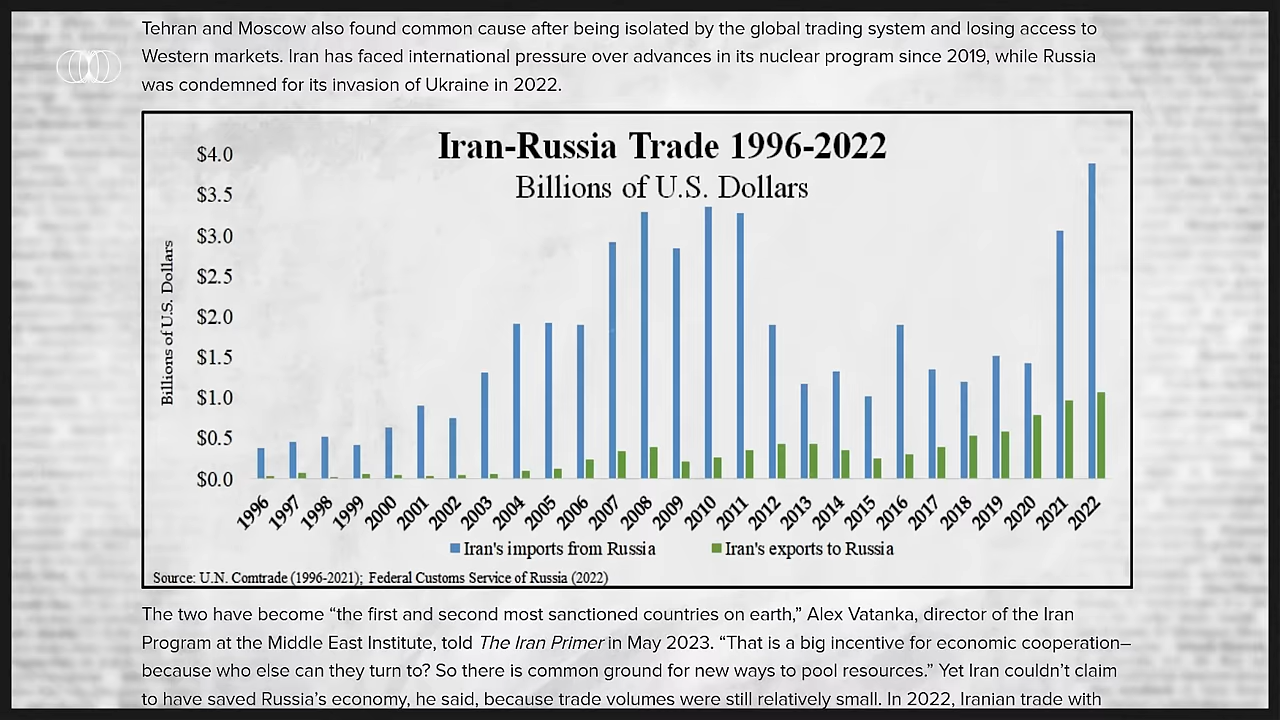 Tehran and Moscow also found common cause after being isolated by the global trading system and losing access to
Western markets. Iran has faced international pressure over advances in its nuclear program since 2019, while Russia
was condemned for its invasion of Ukraine in 2022.
Iran-Russia Trade 1996-2022
Billions of U.S. Dollars
Billions of U.S. Dollars
$4.0
$3.5
$3.0
$2.5
$2.0
$1.5
$1.0
$0.5
$0.0
1996 1997 1998 1999 2000 2001 2002 2003 2004 2005 2006 2007 2008 2009 2010 2011 2012 2013 2014 2015 2016 2017 2018 2019 2020 2021 2022
Iran's imports from Russia Iran's exports to Russia
Source: U.N. Comtrade (1996-2021); Federal Customs Service of Russia (2022)
The two have become “the first and second most sanctioned countries on earth,” Alex Vatanka, director of the Iran
Program at the Middle East Institute, told The Iran Primer in May 2023. “That is a big incentive for economic cooperation—
because who else can they turn to? So there is common ground for new ways to pool resources.” Yet Iran couldn’t claim
to have saved Russia’s economy, he said, because trade volumes were still relatively small. In 2022, Iranian trade with